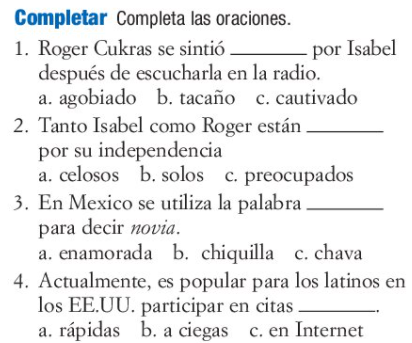 Completar Completa las oraciones.
1. Roger Cukras se sintió ________ por Isabel
después de escucharla en la radio.
a. agobiado b. tacaño c. cautivado
2. Tanto Isabel como Roger están ________
por su independencia
a. celosos b. solos c. preocupados
3. En Mexico se utiliza la palabra ________
para decir novia.
a. enamorada b. chiquilla c. chava
4. Actualmente, es popular para los latinos en
los EE.UU. participar en citas ________.
a. rápidas b. a ciegas c. en Internet